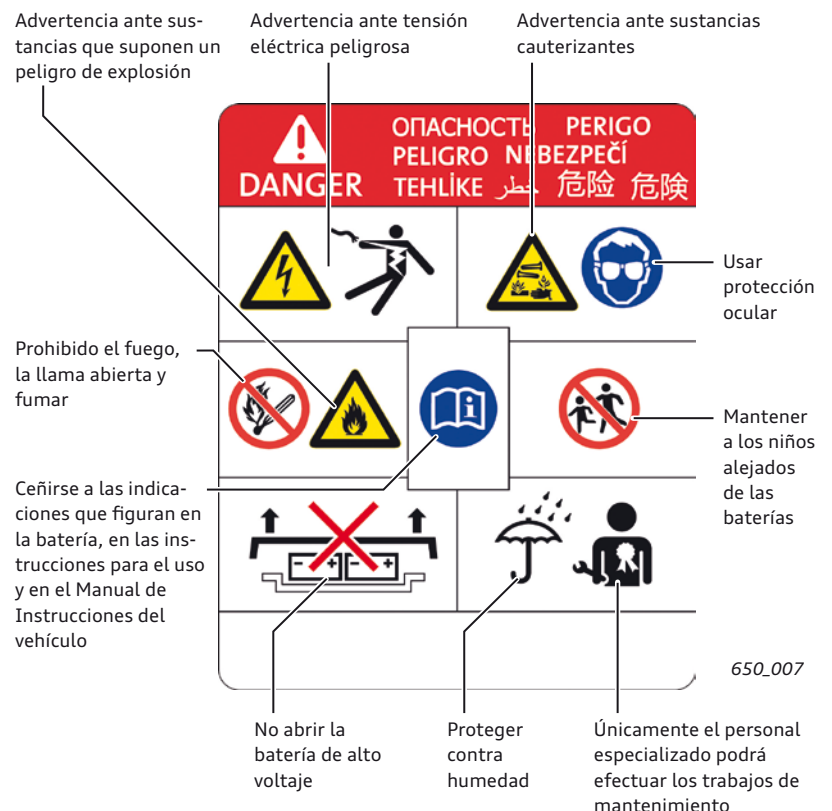 Advertencia ante sus-
tancias que suponen un
peligro de explosión
Advertencia ante tensión
eléctrica peligrosa
Advertencia ante sustancias
cauterizantes
DANGER
ОПАСНОСТЬ PERIGO
PELIGRO NEBEZPEČÍ
TEHLİKE خطر 危险 危険
Usar
protección
ocular
Prohibido el fuego,
la llama abierta y
fumar
Mantener
a los niños
alejados
de las
baterías
Ceñirse a las indica-
ciones que figuran en
la batería, en las ins-
trucciones para el uso
y en el Manual de
Instrucciones del
vehículo
- + - +
650_007
No abrir la
batería de alto
voltaje
Proteger
contra
humedad
Únicamente el personal
especializado podrá
efectuar los trabajos de
mantenimiento